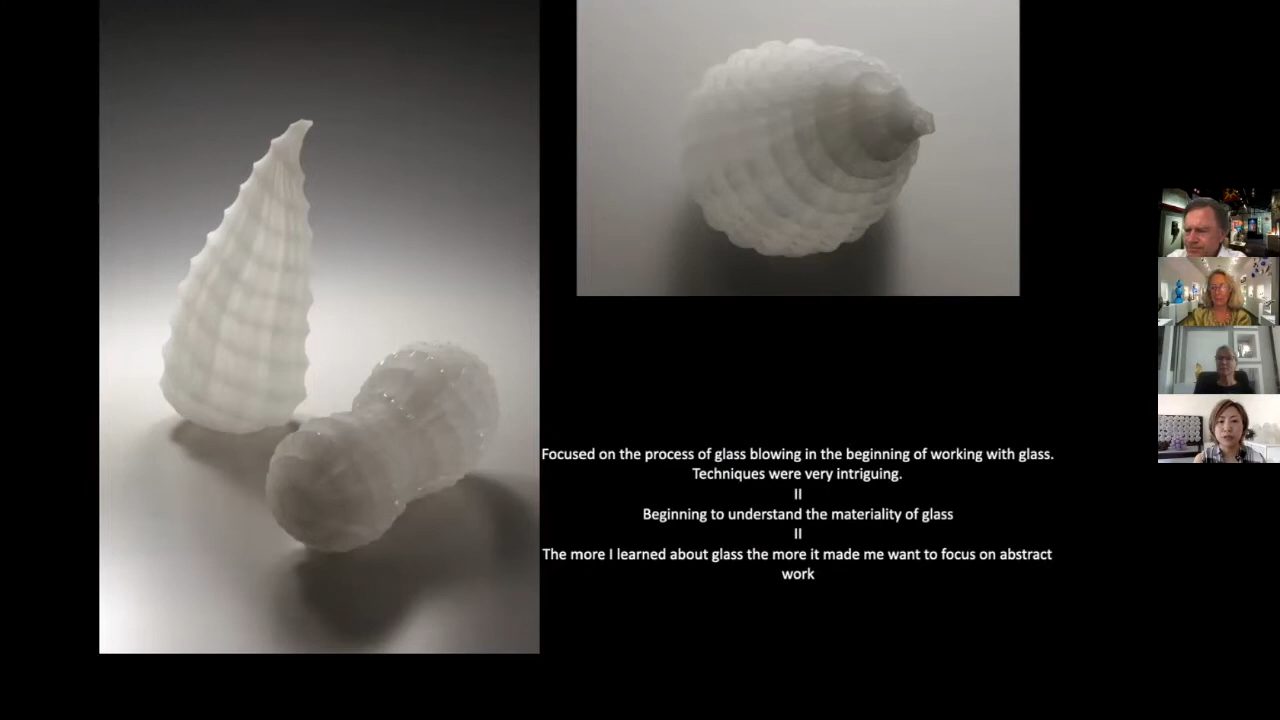 Focused on the process of glass blowing in the beginning of working with glass.
Techniques were very intriguing.
II
Beginning to understand the materiality of glass
II
The more I learned about glass the more it made me want to focus on abstract
work